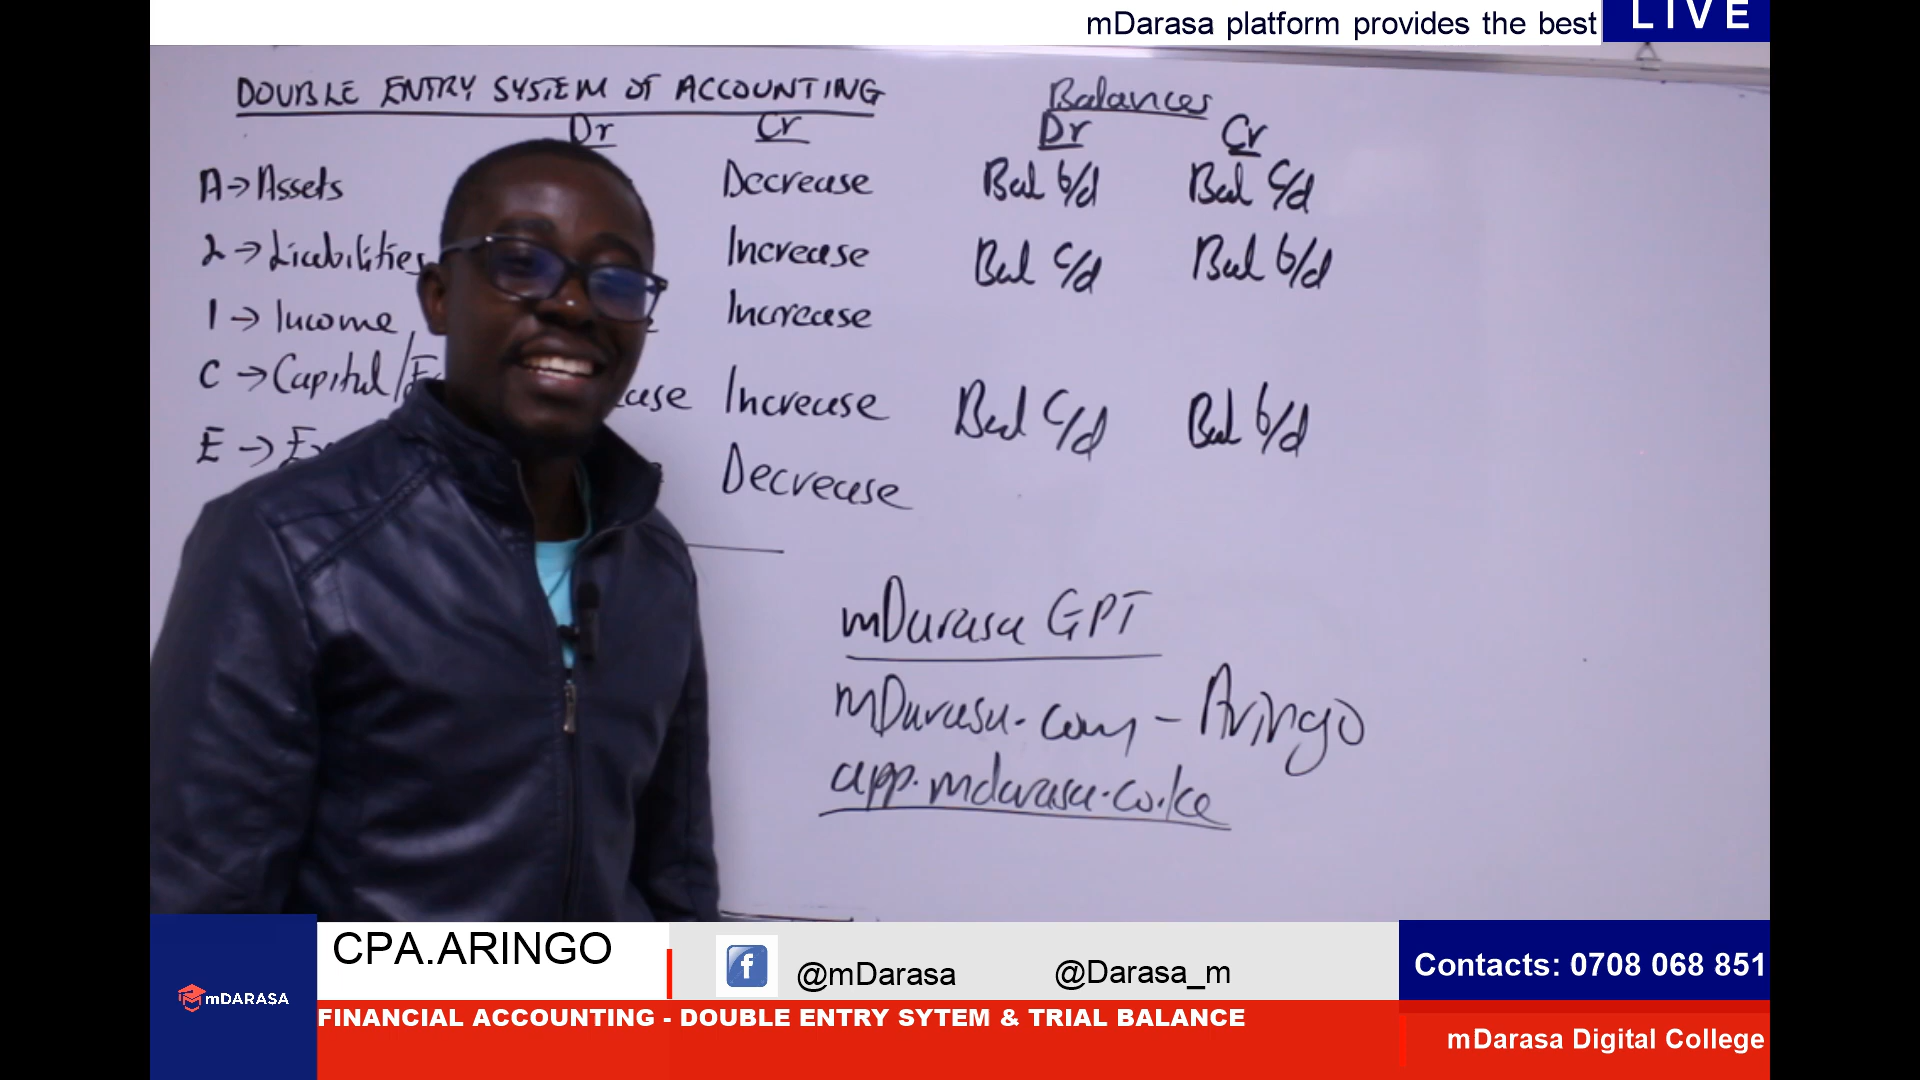 mDarasa platform provides the best
LIVE
DOUBLE ENTRY SYSTEM OF ACCOUNTING
Balances
Dr Cr Dr Cr
A → Assets Decrease Bal b/d Bal c/d
L → Liabilities Increase Bal c/d Bal b/d
I → Income Increase
C → Capital/ Increase Bal c/d Bal b/d
E → Decrease
mDarasa GPT
mDarasa.com - Aringo
app.mdarasa.co.ke
CPA.ARINGO
f @mDarasa @Darasa_m
Contacts: 0708 068 851
mDARASA
FINANCIAL ACCOUNTING - DOUBLE ENTRY SYTEM & TRIAL BALANCE
mDarasa Digital College